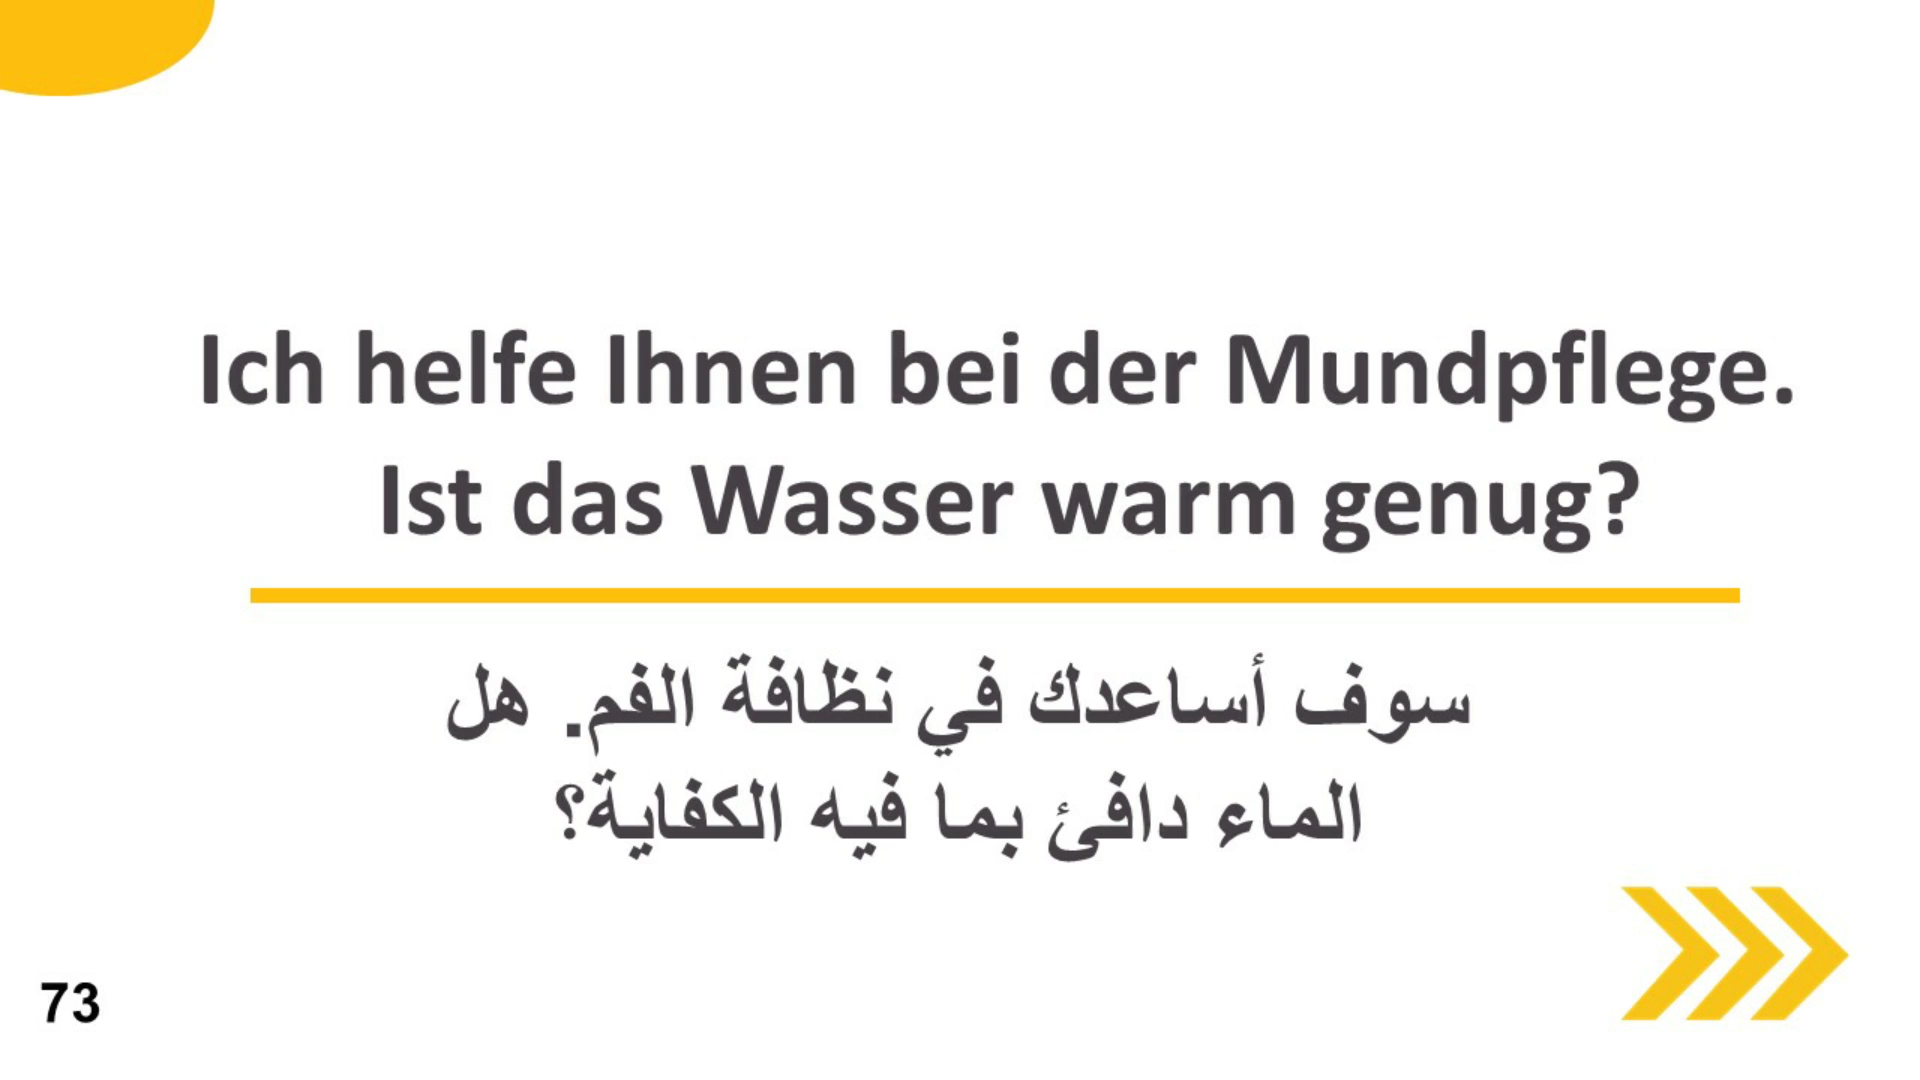 Ich helfe Ihnen bei der Mundpflege.
Ist das Wasser warm genug?
سوف أساعدك في نظافة الفم. هل
الماء دافئ بما فيه الكفاية؟
73